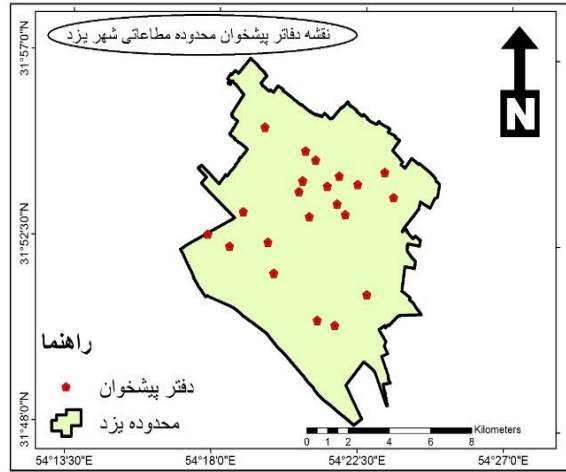 نقشه دفاتر پیشخوان محدوده مطاعاتی شهر یزد
31°57'0"N
31°52'30"N
31°48'0"N
N
راهنما
دفتر پیشخوان
محدوده یزد
Kilometers
0 1 2 4 6 8
54°13'30"E 54°18'0"E 54°22'30"E 54°27'0"E